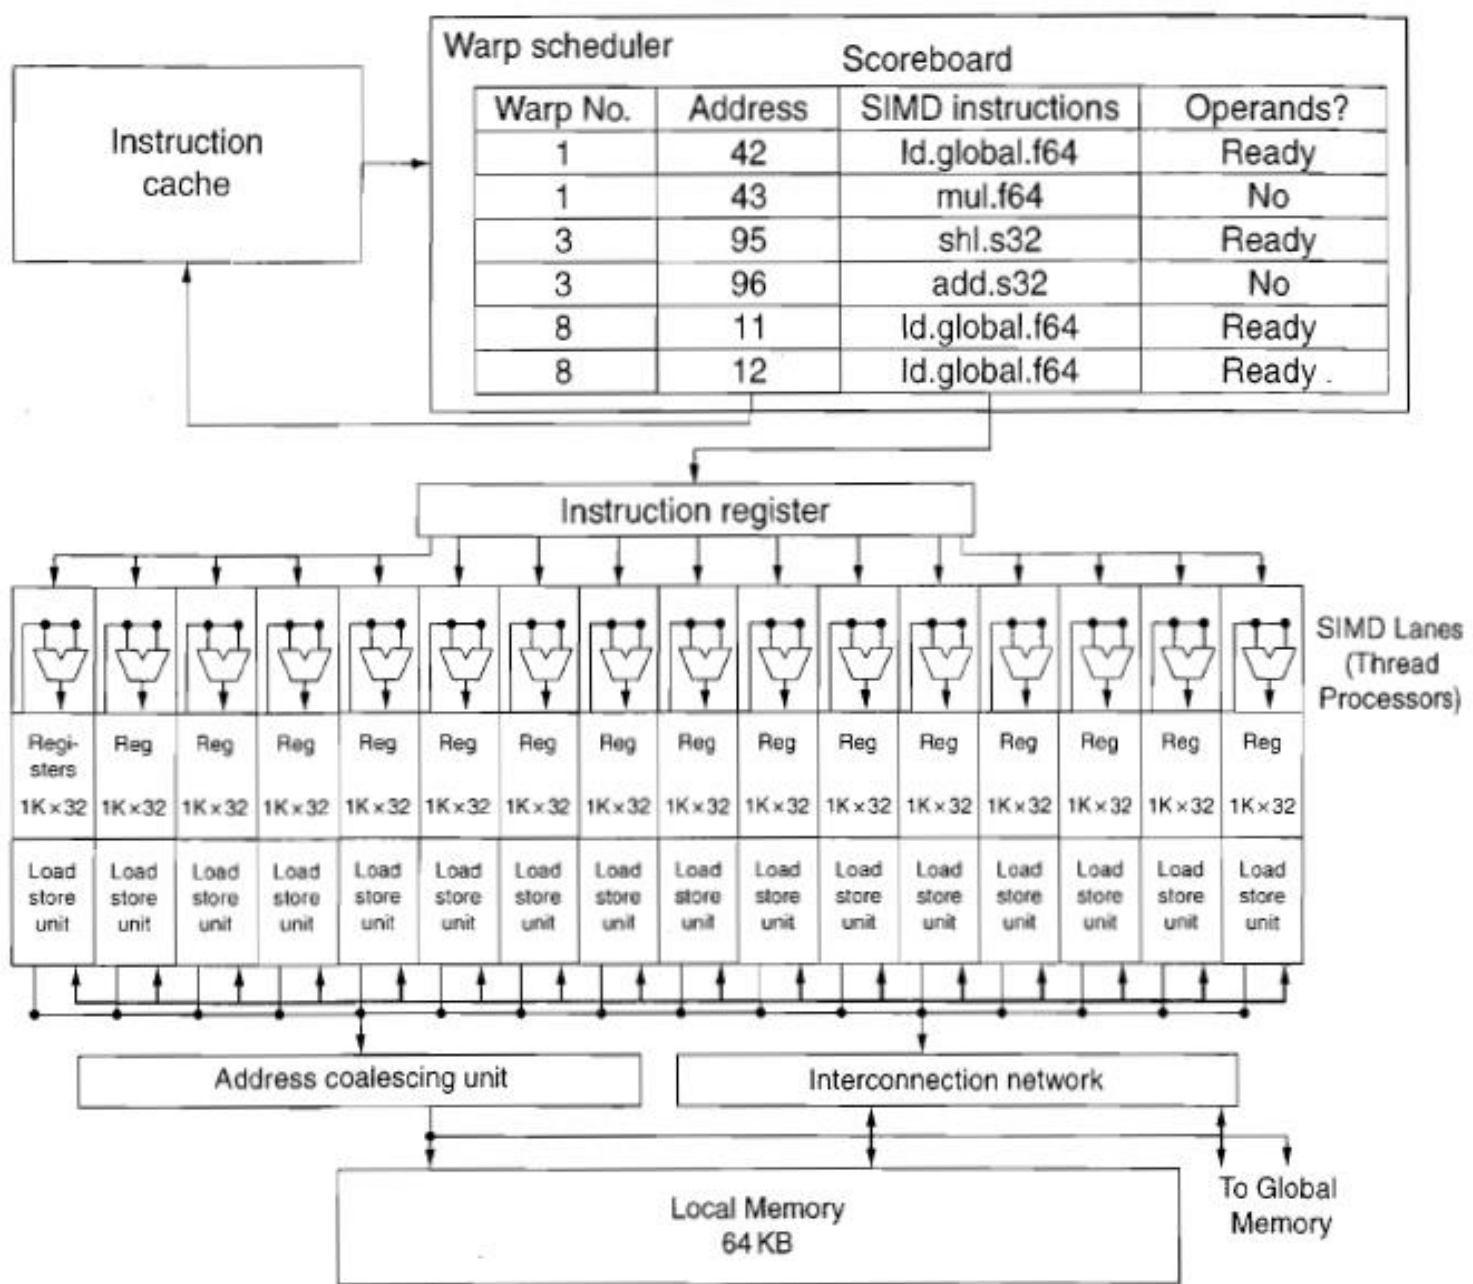 Warp scheduler
Scoreboard
Instruction
cache
Warp No. Address SIMD instructions Operands?
1 42 ld.global.f64 Ready
1 43 mul.f64 No
3 95 shl.s32 Ready
3 96 add.s32 No
8 11 ld.global.f64 Ready
8 12 ld.global.f64 Ready
Instruction register
SIMD Lanes
(Thread
Processors)
Regi-
sters Reg Reg Reg Reg Reg Reg Reg Reg Reg Reg Reg Reg Reg Reg Reg
1K×32 1K×32 1K×32 1K×32 1K×32 1K×32 1K×32 1K×32 1K×32 1K×32 1K×32 1K×32 1K×32 1K×32 1K×32 1K×32
Load Load Load Load Load Load Load Load Load Load Load Load Load Load Load Load
store store store store store store store store store store store store store store store store
unit unit unit unit unit unit unit unit unit unit unit unit unit unit unit unit
Address coalescing unit
Interconnection network
Local Memory
64 KB
To Global
Memory